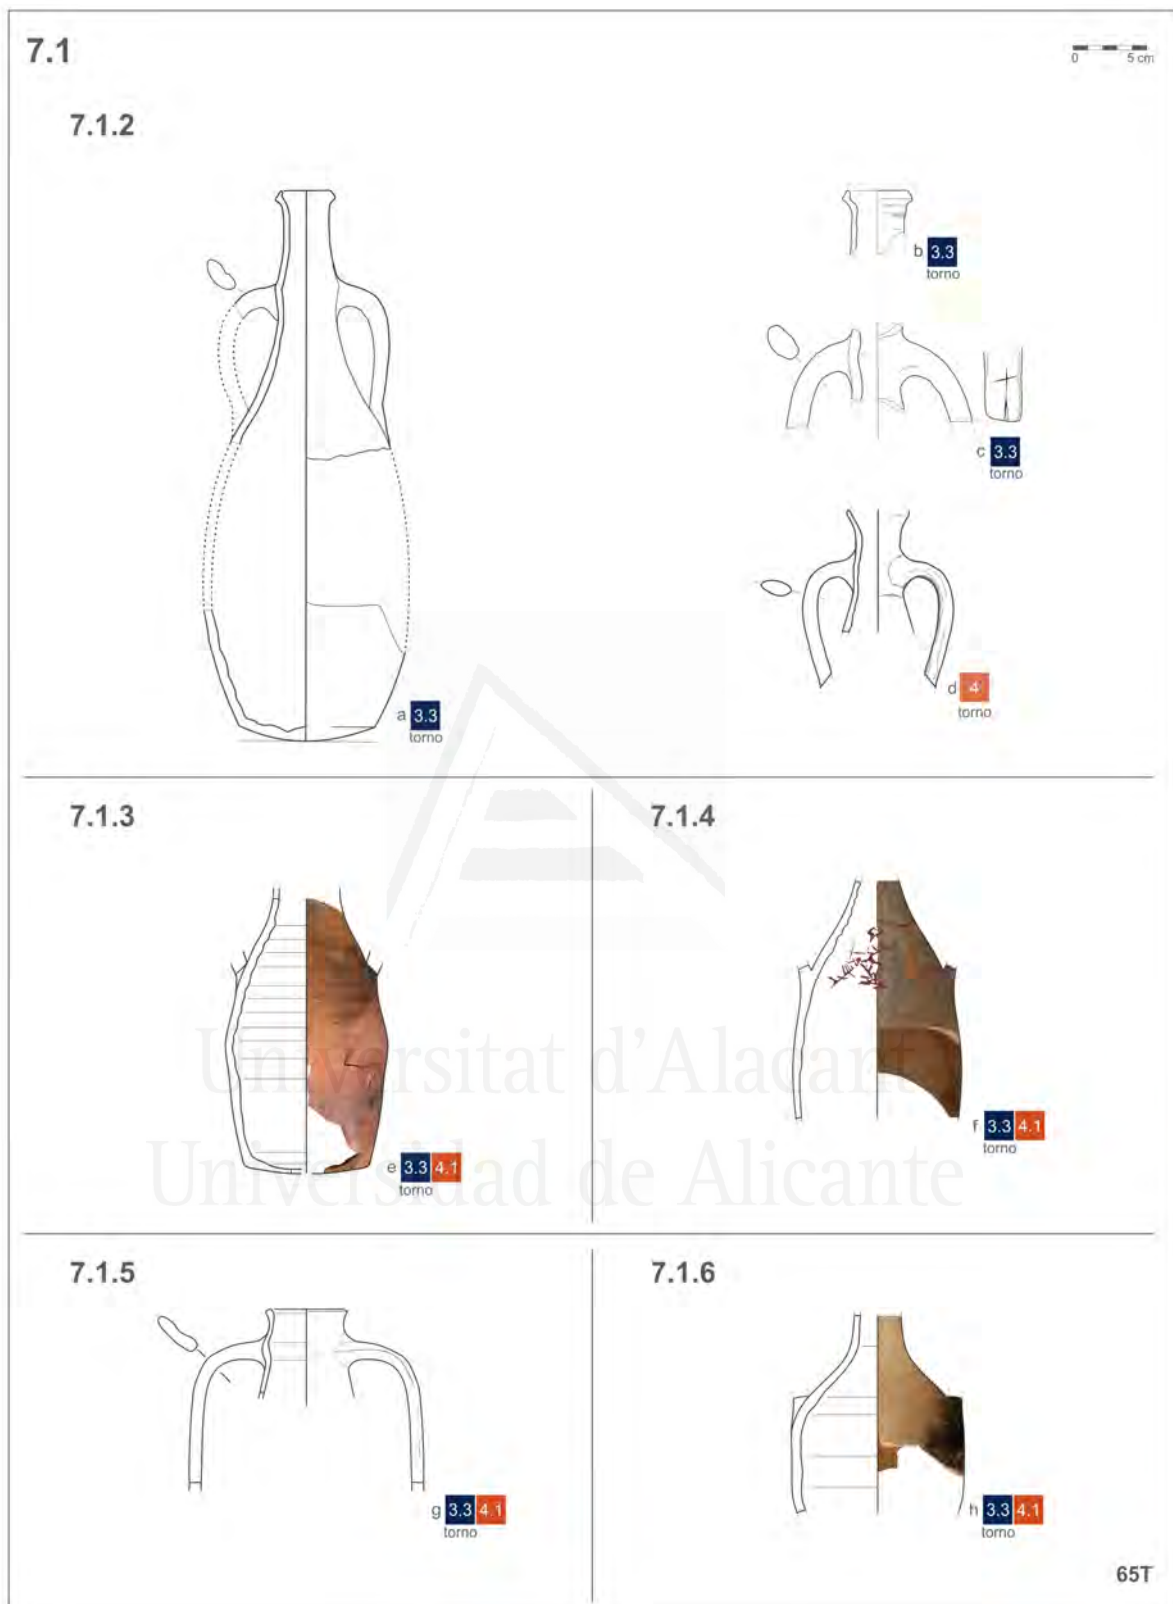 7.1
0 5 cm
7.1.2
b 3.3
torno
c 3.3
torno
a 3.3
torno
d 4
torno
7.1.3
7.1.4
e 3.3 4.1
torno
f 3.3 4.1
torno
Universitat d'Alacant
Universidad de Alicante
7.1.5
7.1.6
g 3.3 4.1
torno
h 3.3 4.1
torno
65T